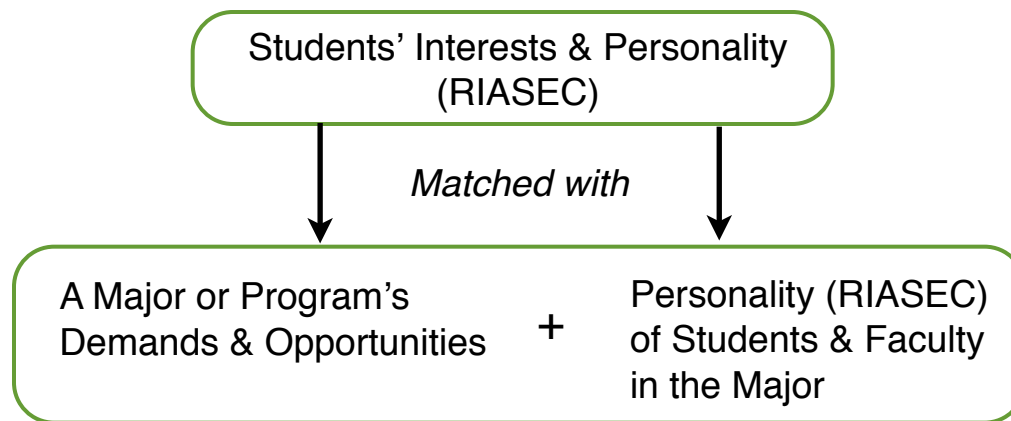 Students’ Interests & Personality
(RIASEC)
Matched with
A Major or Program’s
Demands & Opportunities
+
Personality (RIASEC)
of Students & Faculty
in the Major